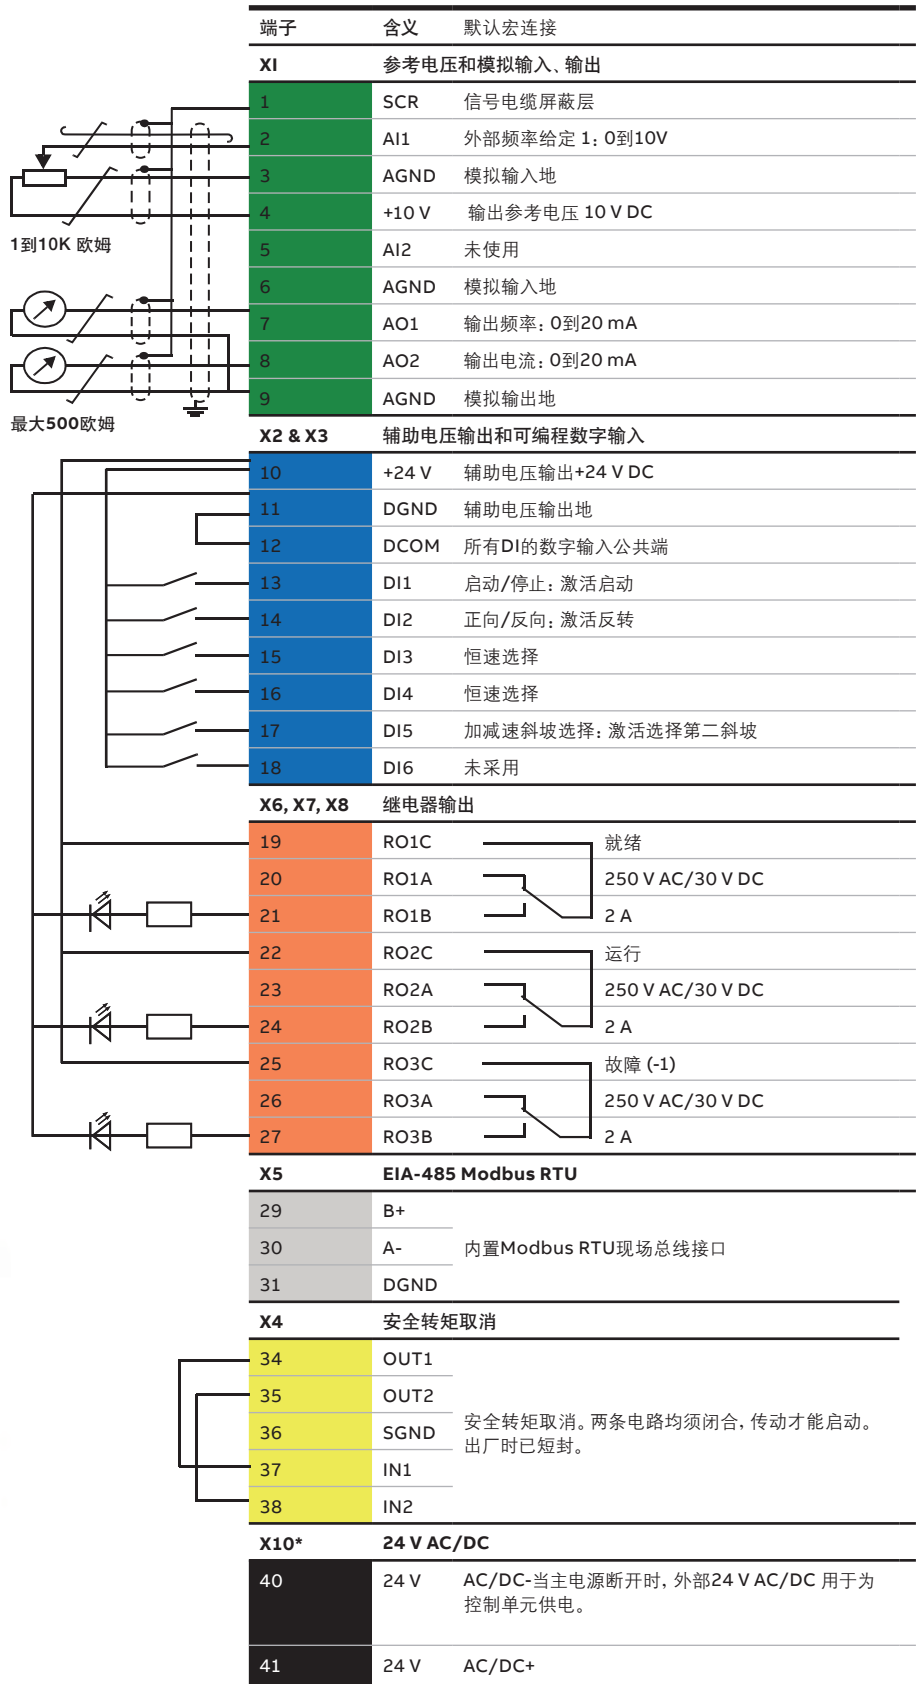 端子 含义 默认宏连接
XI 参考电压和模拟输入、输出
1 SCR 信号电缆屏蔽层
2 AI1 外部频率给定 1: 0到10V
3 AGND 模拟输入地
4 +10 V 输出参考电压 10 V DC
1到10K 欧姆
5 AI2 未使用
6 AGND 模拟输入地
7 AO1 输出频率: 0到20 mA
8 AO2 输出电流: 0到20 mA
9 AGND 模拟输出地
最大500欧姆
X2 & X3 辅助电压输出和可编程数字输入
10 +24 V 辅助电压输出+24 V DC
11 DGND 辅助电压输出地
12 DCOM 所有DI的数字输入公共端
13 DI1 启动/停止: 激活启动
14 DI2 正向/反向: 激活反转
15 DI3 恒速选择
16 DI4 恒速选择
17 DI5 加减速斜坡选择: 激活选择第二斜坡
18 DI6 未采用
X6, X7, X8 继电器输出
19 RO1C 就绪
20 RO1A 250 V AC/30 V DC
21 RO1B 2 A
22 RO2C 运行
23 RO2A 250 V AC/30 V DC
24 RO2B 2 A
25 RO3C 故障 (-1)
26 RO3A 250 V AC/30 V DC
27 RO3B 2 A
X5 EIA-485 Modbus RTU
29 B+
30 A- 内置Modbus RTU现场总线接口
31 DGND
X4 安全转矩取消
34 OUT1
35 OUT2
安全转矩取消。两条电路均须闭合, 传动才能启动。
36 SGND
出厂时已短封。
37 IN1
38 IN2
X10* 24 V AC/DC
40 24 V AC/DC-当主电源断开时, 外部24 V AC/DC 用于为
控制单元供电。
41 24 V AC/DC+